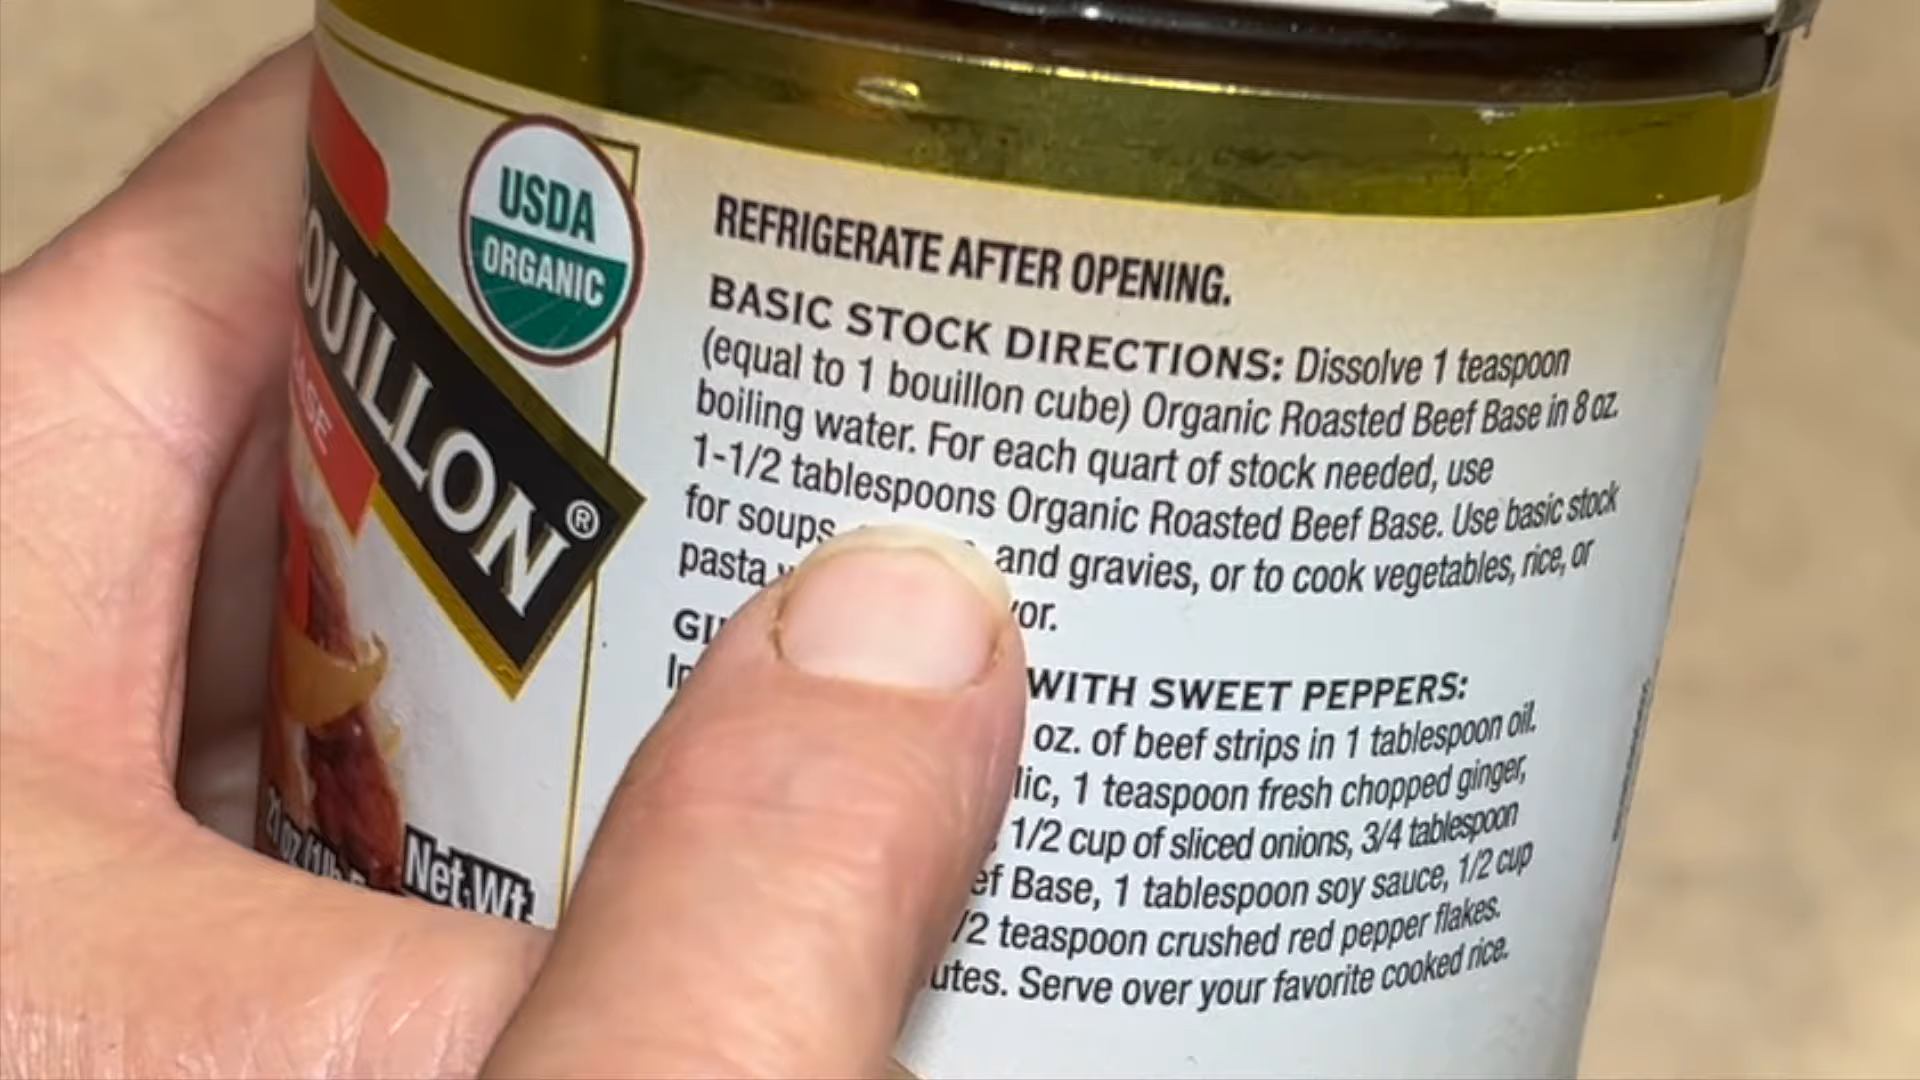 USDA
ORGANIC
OUILLON®
Net Wt.
REFRIGERATE AFTER OPENING.
BASIC STOCK DIRECTIONS: Dissolve 1 teaspoon
(equal to 1 bouillon cube) Organic Roasted Beef Base in 8 oz.
boiling water. For each quart of stock needed, use
1-1/2 tablespoons Organic Roasted Beef Base. Use basic stock
for soups and gravies, or to cook vegetables, rice, or
pasta
WITH SWEET PEPPERS:
oz. of beef strips in 1 tablespoon oil.
1 teaspoon fresh chopped ginger,
1/2 cup of sliced onions, 3/4 tablespoon
Base, 1 tablespoon soy sauce, 1/2 cup
/2 teaspoon crushed red pepper flakes.
utes. Serve over your favorite cooked rice.